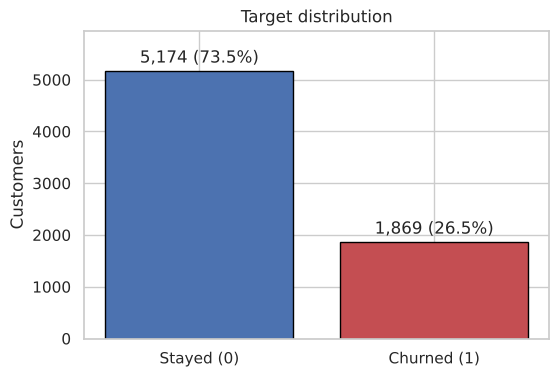 Target distribution
5,174 (73.5%)
1,869 (26.5%)
Customers
5000
4000
3000
2000
1000
0
Stayed (0)
Churned (1)